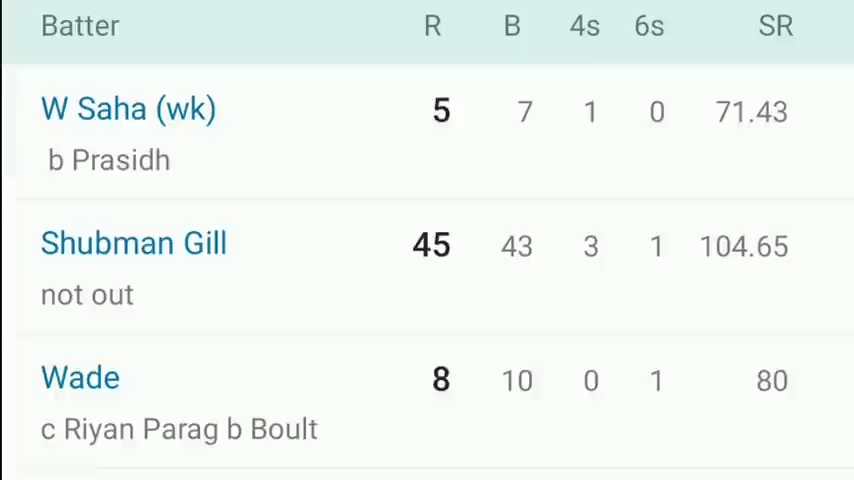 Batter R B 4s 6s SR
W Saha (wk) 5 7 1 0 71.43
b Prasidh
Shubman Gill 45 43 3 1 104.65
not out
Wade 8 10 0 1 80
c Riyan Parag b Boult